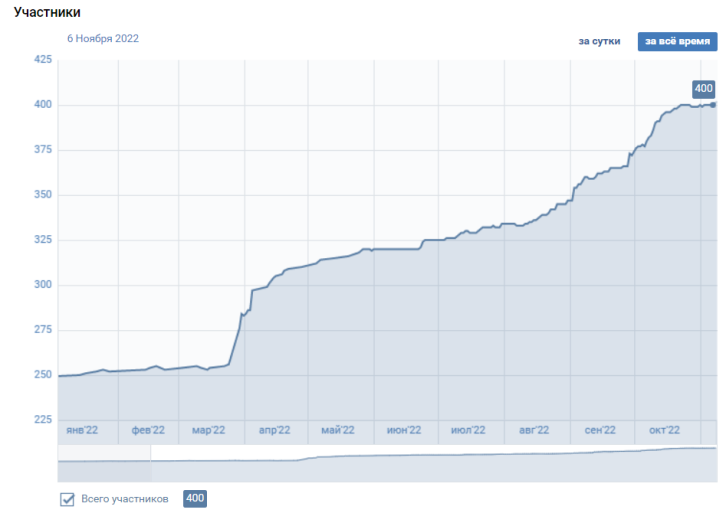 Участники
6 Ноября 2022
за сутки за всё время
425
400
400
375
350
325
300
275
250
225
янв'22 фев'22 мар'22 апр'22 май'22 июн'22 июл'22 авг'22 сен'22 окт'22
Всего участников 400